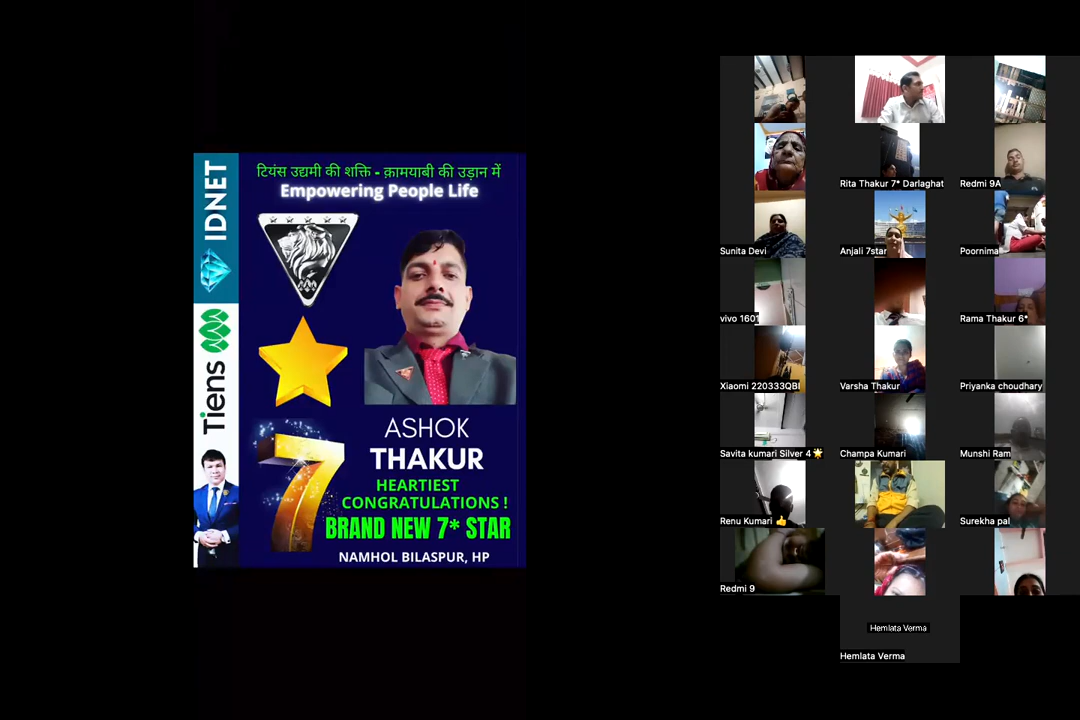 IDNET
Tiens
टियंस उद्यमी की शक्ति - क़ामयाबी की उड़ान में
Empowering People Life
7
ASHOK
THAKUR
HEARTIEST
CONGRATULATIONS !
BRAND NEW 7* STAR
NAMHOL BILASPUR, HP
Rita Thakur 7* Darlaghat
Redmi 9A
Sunita Devi
Anjali 7star
Poornima
vivo 1601
Rama Thakur 6*
Xiaomi 220333QBI
Varsha Thakur
Priyanka choudhary
Savita kumari Silver 4🌟
Champa Kumari
Munshi Ram
Renu Kumari 👍
Surekha pal
Redmi 9
Hemlata Verma
Hemlata Verma